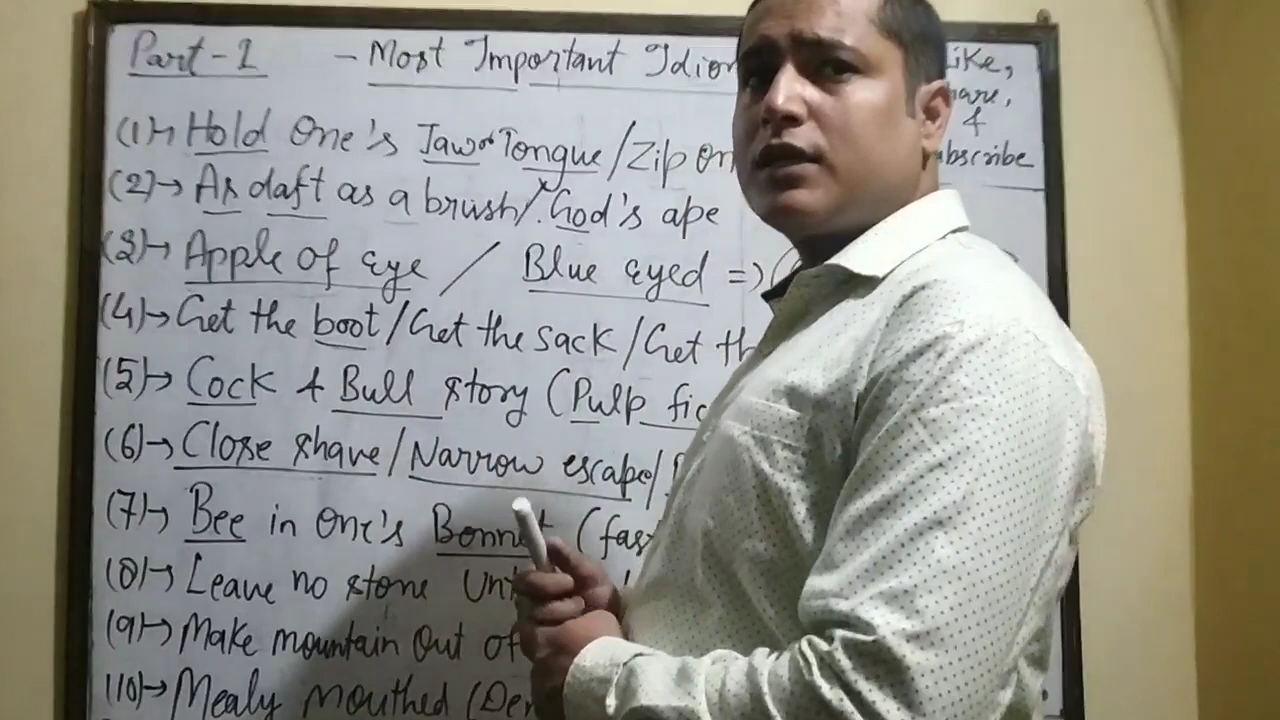 Part-1 - Most Important Idiom
(1)→ Hold One's Jaw or Tongue/Zip on
(2)→ As daft as a brush/God's ape
(3)→ Apple of eye / Blue eyed =>
(4)→ Get the boot/Get the sack/Get th
(5)→ Cock & Bull story (Pulp fic
(6)→ Close shave/Narrow escape/
(7)→ Bee in One's Bonnet (fas
(8)→ Leave no stone Unt
(9)→ Make mountain Out of
(10)→ Mealy mouthed (Dem
Like,
hare,
&
ubscribe